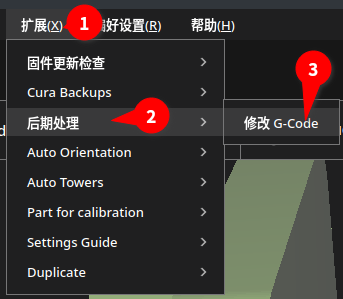 扩展(X) 好设置(R) 帮助(H)
1
固件更新检查
3
Cura Backups
2
后期处理
修改 G-Code
Auto Orientation
Auto Towers
Part for calibration
Settings Guide
Duplicate